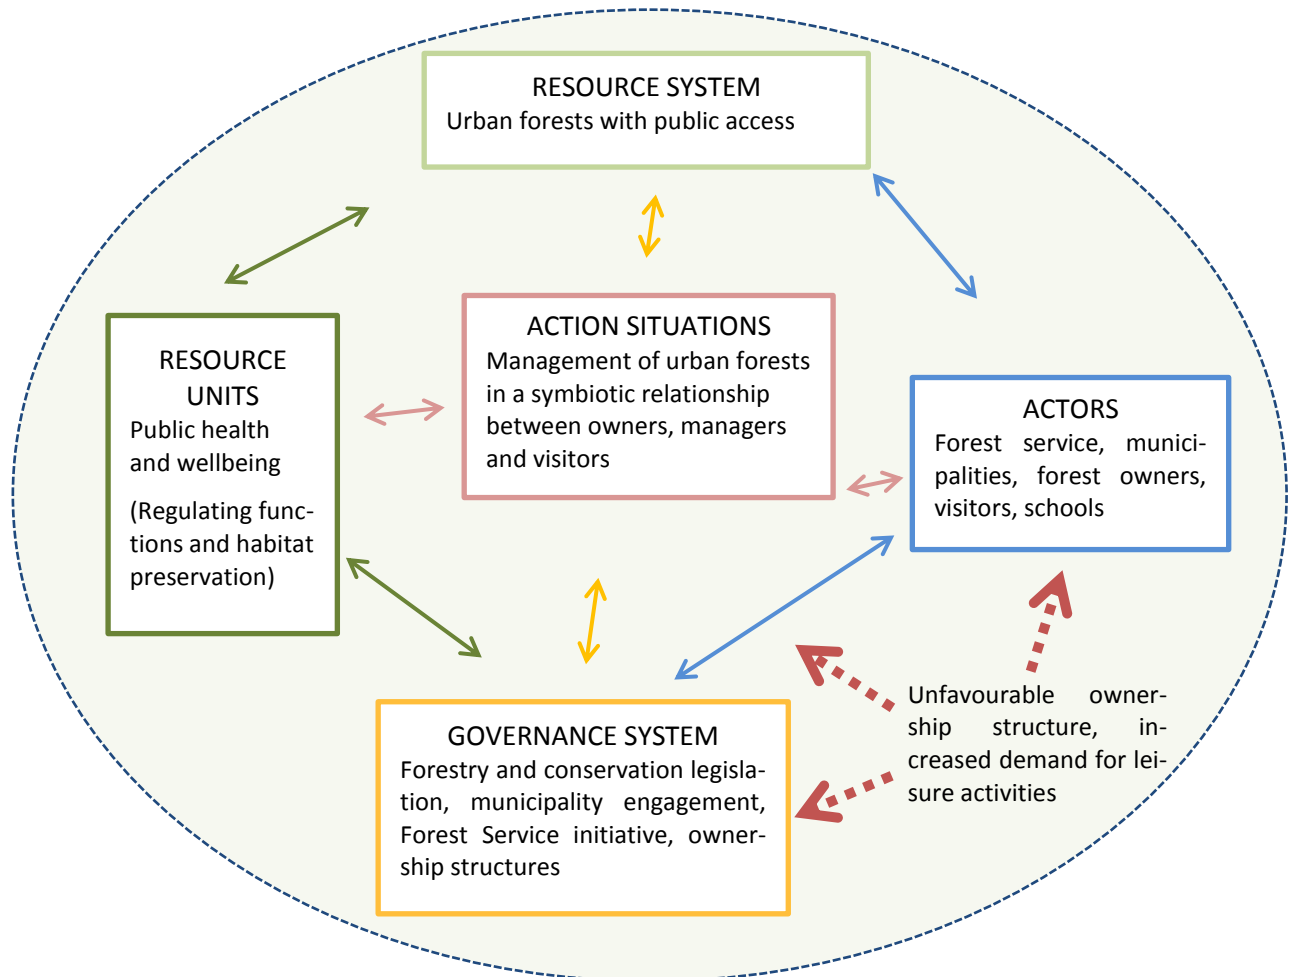 RESOURCE SYSTEM
Urban forests with public access
ACTION SITUATIONS
Management of urban forests
in a symbiotic relationship
between owners, managers
and visitors
RESOURCE
UNITS
Public health
and wellbeing
(Regulating func-
tions and habitat
preservation)
ACTORS
Forest service, munici-
palities, forest owners,
visitors, schools
GOVERNANCE SYSTEM
Forestry and conservation legisla-
tion, municipality engagement,
Forest Service initiative, owner-
ship structures
Unfavourable owner-
ship structure, in-
creased demand for lei-
sure activities